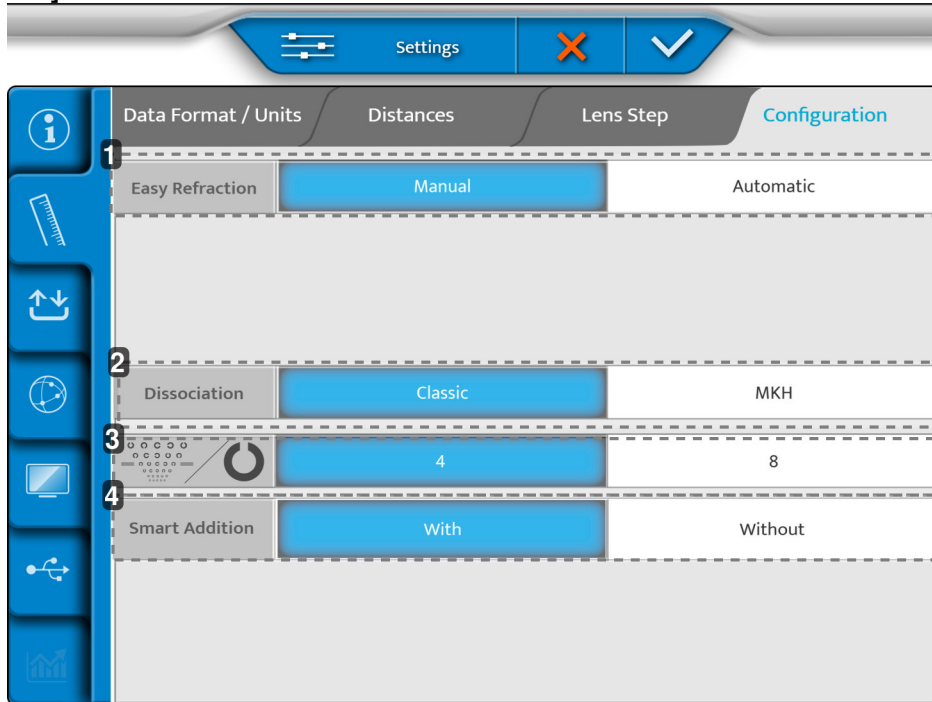 Settings
Data Format / Units Distances Lens Step Configuration
1
Easy Refraction Manual Automatic
2
Dissociation Classic MKH
3
4 8
4
Smart Addition With Without